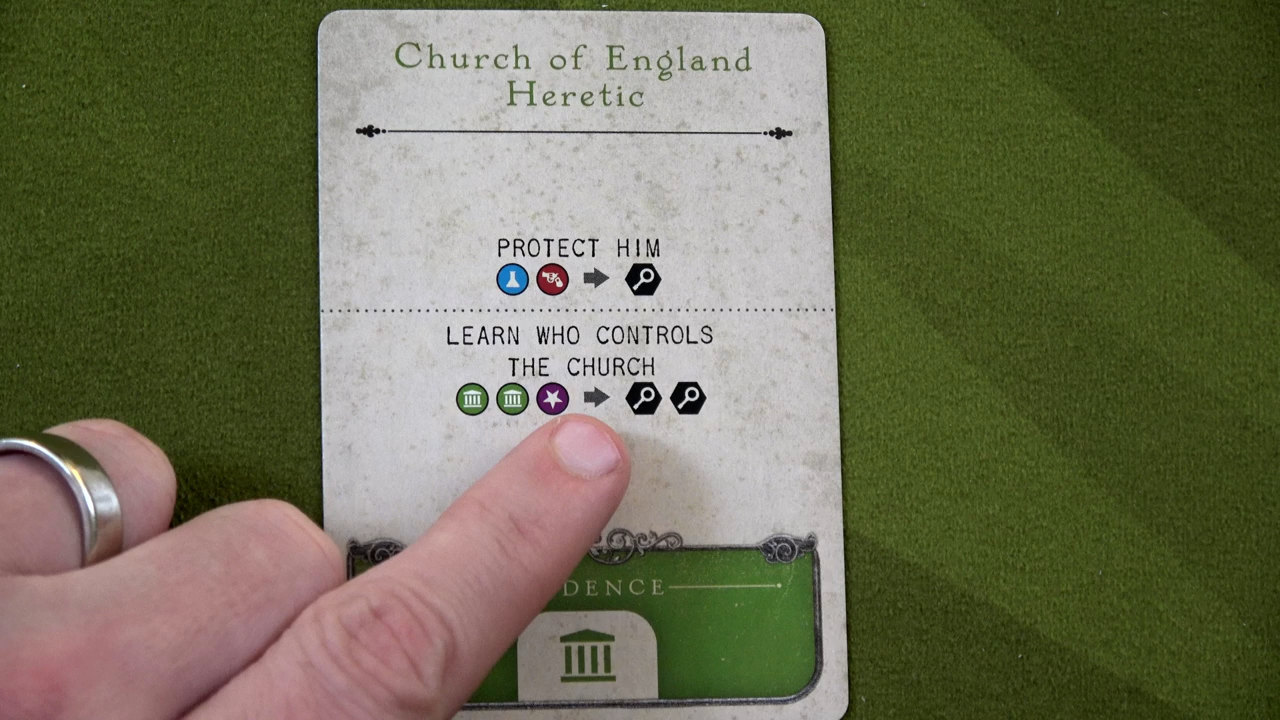 Church of England
Heretic
PROTECT HIM
LEARN WHO CONTROLS
THE CHURCH